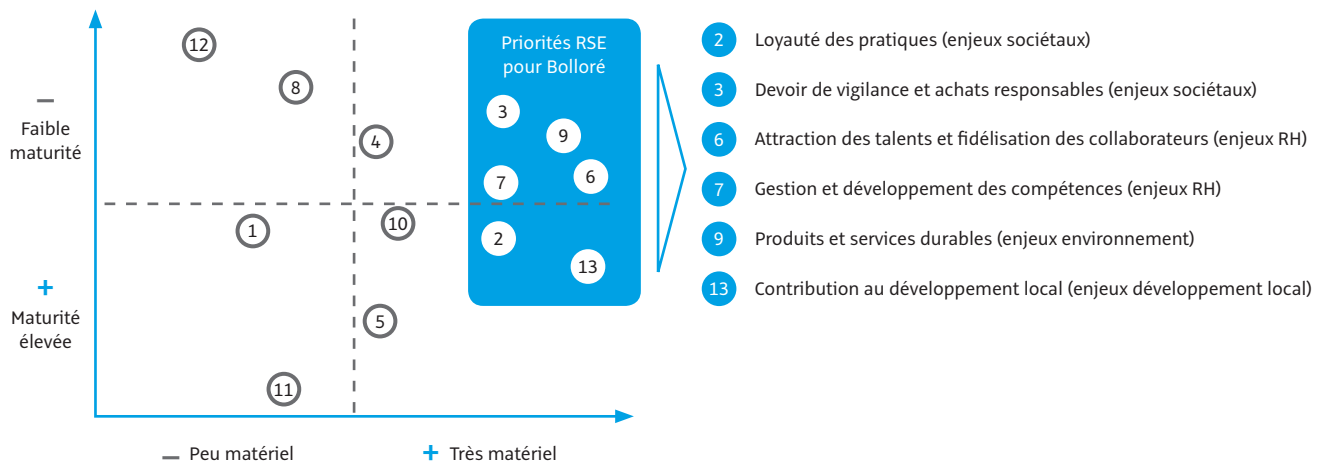 12
8
4
1
10
5
11
Priorités RSE
pour Bolloré
3
9
7
6
2
13
–
Faible
maturité
+
Maturité
élevée
– Peu matériel
+ Très matériel
2 Loyauté des pratiques (enjeux sociétaux)
3 Devoir de vigilance et achats responsables (enjeux sociétaux)
6 Attraction des talents et fidélisation des collaborateurs (enjeux RH)
7 Gestion et développement des compétences (enjeux RH)
9 Produits et services durables (enjeux environnement)
13 Contribution au développement local (enjeux développement local)